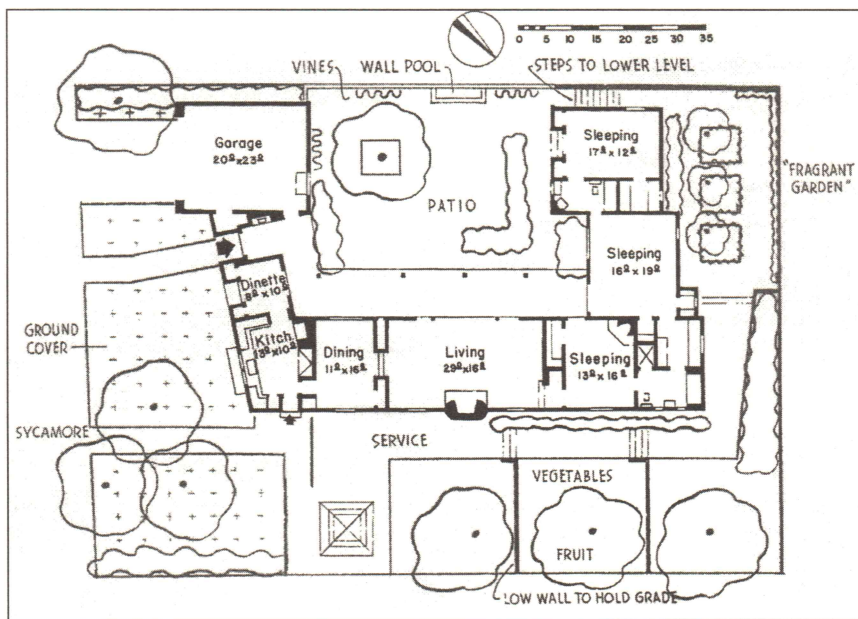 0 5 10 15 20 25 30 35
VINES
WALL POOL
STEPS TO LOWER LEVEL
Garage
20⁰x23⁰
Sleeping
17⁰x12⁰
"FRAGRANT
GARDEN"
PATIO
Sleeping
16⁰x19⁰
Dinette
8⁰x10⁰
GROUND
COVER
Kitch.
13⁰x10⁰
Dining
11⁰x16⁰
Living
29⁰x16⁰
Sleeping
13⁰x16⁰
SYCAMORE
SERVICE
VEGETABLES
FRUIT
LOW WALL TO HOLD GRADE